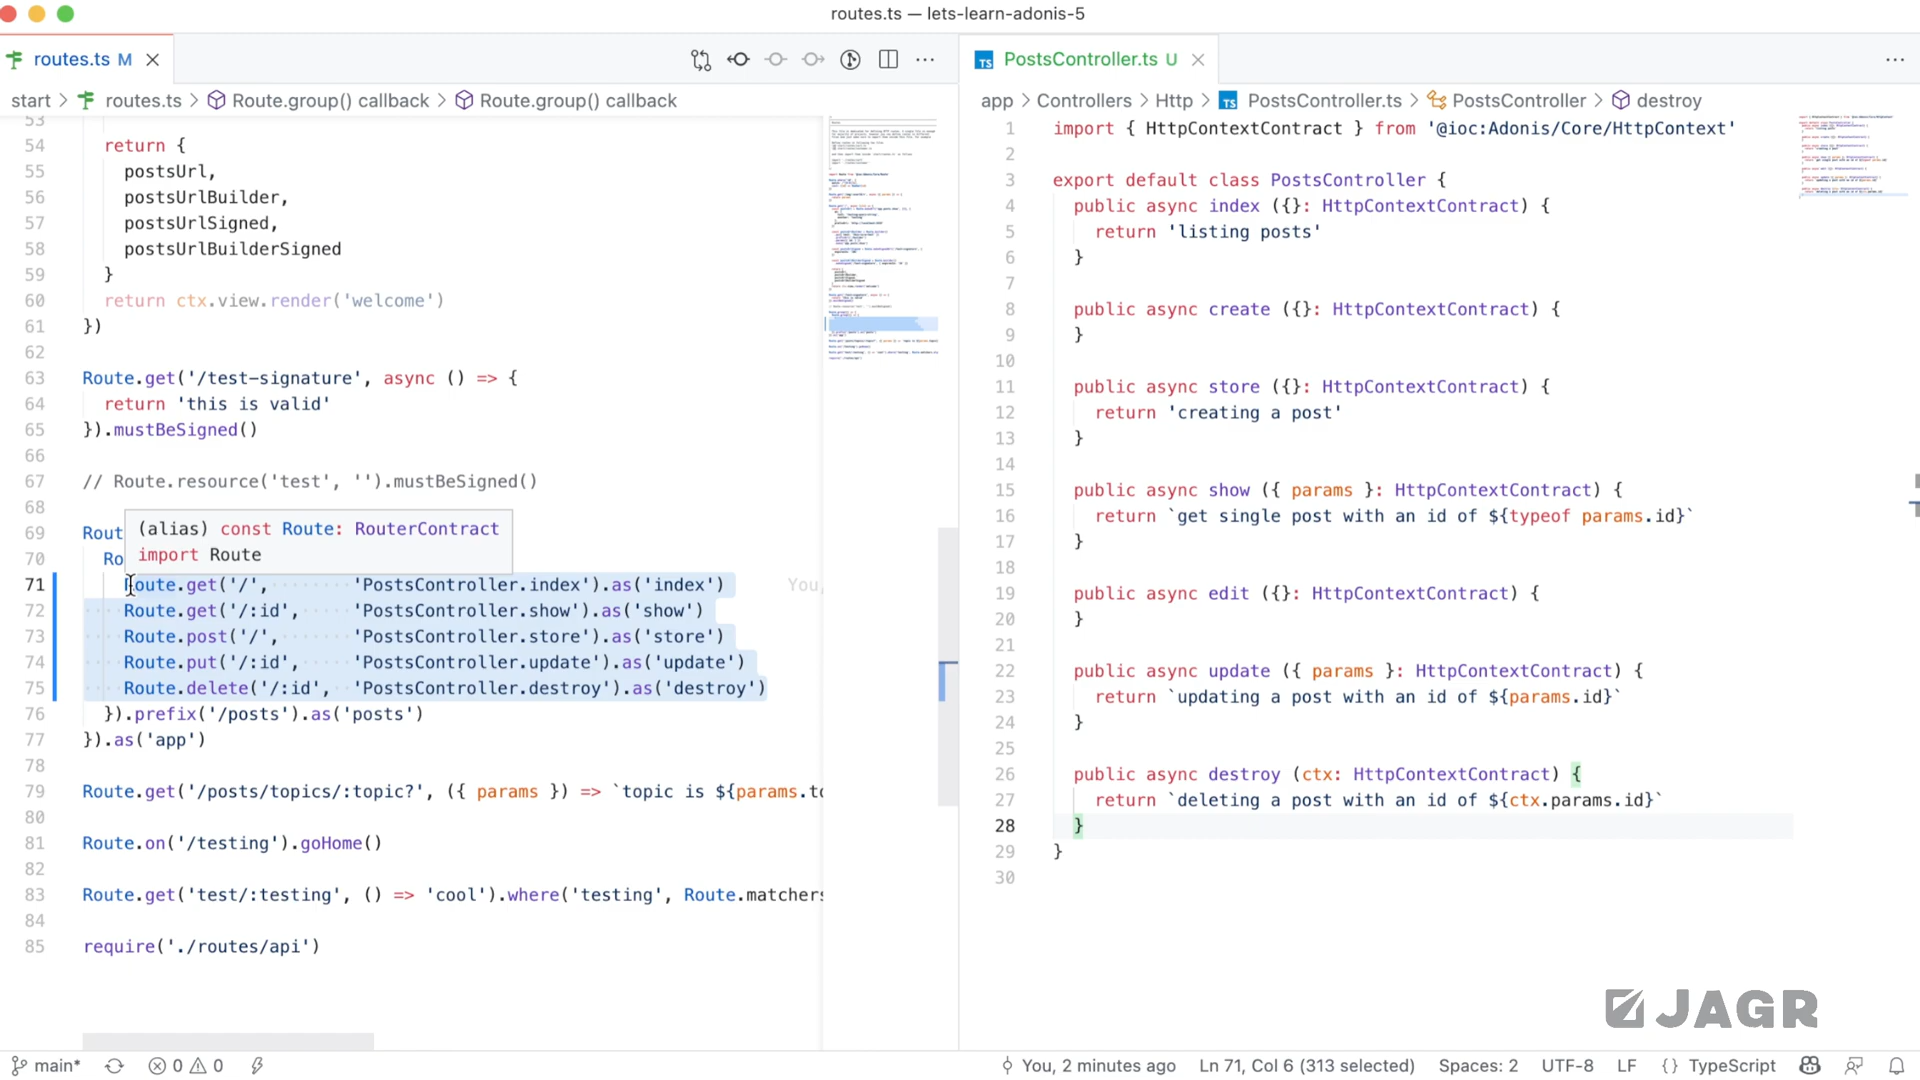 routes.ts — lets-learn-adonis-5
routes.ts M
start > routes.ts > Route.group() callback > Route.group() callback
53
54 return {
55 postsUrl,
56 postsUrlBuilder,
57 postsUrlSigned,
58 postsUrlBuilderSigned
59 }
60 return ctx.view.render('welcome')
61 })
62
63 Route.get('/test-signature', async () => {
64 return 'this is valid'
65 }).mustBeSigned()
66
67 // Route.resource('test', '').mustBeSigned()
68
(alias) const Route: RouterContract
import Route
69 Rout
70 Ro
71 Route.get('/', 'PostsController.index').as('index') You,
72 Route.get('/:id', 'PostsController.show').as('show')
73 Route.post('/', 'PostsController.store').as('store')
74 Route.put('/:id', 'PostsController.update').as('update')
75 Route.delete('/:id', 'PostsController.destroy').as('destroy')
76 }).prefix('/posts').as('posts')
77 }).as('app')
78
79 Route.get('/posts/topics/:topic?', ({ params }) => `topic is ${params.to
80
81 Route.on('/testing').goHome()
82
83 Route.get('test/:testing', () => 'cool').where('testing', Route.matchers
84
85 require('./routes/api')
TS PostsController.ts U
app > Controllers > Http > TS PostsController.ts > PostsController > destroy
1 import { HttpContextContract } from '@ioc:Adonis/Core/HttpContext'
2
3 export default class PostsController {
4 public async index ({}: HttpContextContract) {
5 return 'listing posts'
6 }
7
8 public async create ({}: HttpContextContract) {
9 }
10
11 public async store ({}: HttpContextContract) {
12 return 'creating a post'
13 }
14
15 public async show ({ params }: HttpContextContract) {
16 return `get single post with an id of ${typeof params.id}`
17 }
18
19 public async edit ({}: HttpContextContract) {
20 }
21
22 public async update ({ params }: HttpContextContract) {
23 return `updating a post with an id of ${params.id}`
24 }
25
26 public async destroy (ctx: HttpContextContract) {
27 return `deleting a post with an id of ${ctx.params.id}`
28 }
29 }
30
JAGR
main* 0 0 You, 2 minutes ago Ln 71, Col 6 (313 selected) Spaces: 2 UTF-8 LF {} TypeScript